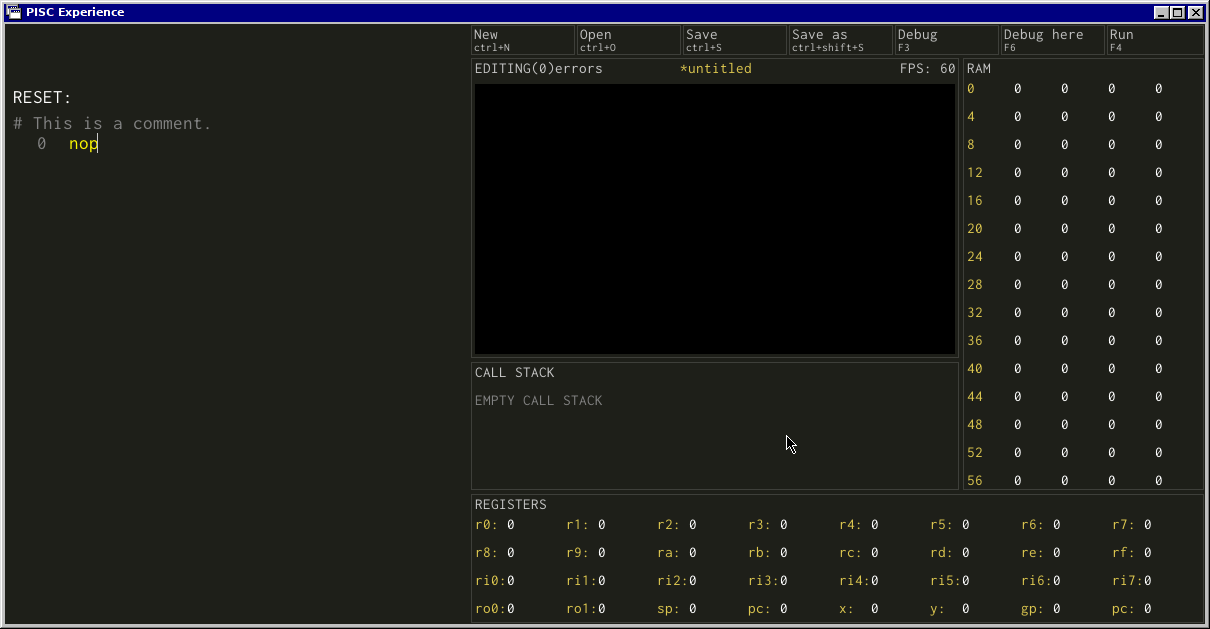 PISC Experience
New Open Save Save as Debug Debug here Run
ctrl+N ctrl+O ctrl+S ctrl+shift+S F3 F6 F4
EDITING(0)errors *untitled FPS: 60
RESET:
# This is a comment.
0 nop
RAM
0 0 0 0 0
4 0 0 0 0
8 0 0 0 0
12 0 0 0 0
16 0 0 0 0
20 0 0 0 0
24 0 0 0 0
28 0 0 0 0
32 0 0 0 0
36 0 0 0 0
40 0 0 0 0
44 0 0 0 0
48 0 0 0 0
52 0 0 0 0
56 0 0 0 0
CALL STACK
EMPTY CALL STACK
REGISTERS
r0: 0 r1: 0 r2: 0 r3: 0 r4: 0 r5: 0 r6: 0 r7: 0
r8: 0 r9: 0 ra: 0 rb: 0 rc: 0 rd: 0 re: 0 rf: 0
ri0:0 ri1:0 ri2:0 ri3:0 ri4:0 ri5:0 ri6:0 ri7:0
ro0:0 ro1:0 sp: 0 pc: 0 x: 0 y: 0 gp: 0 pc: 0